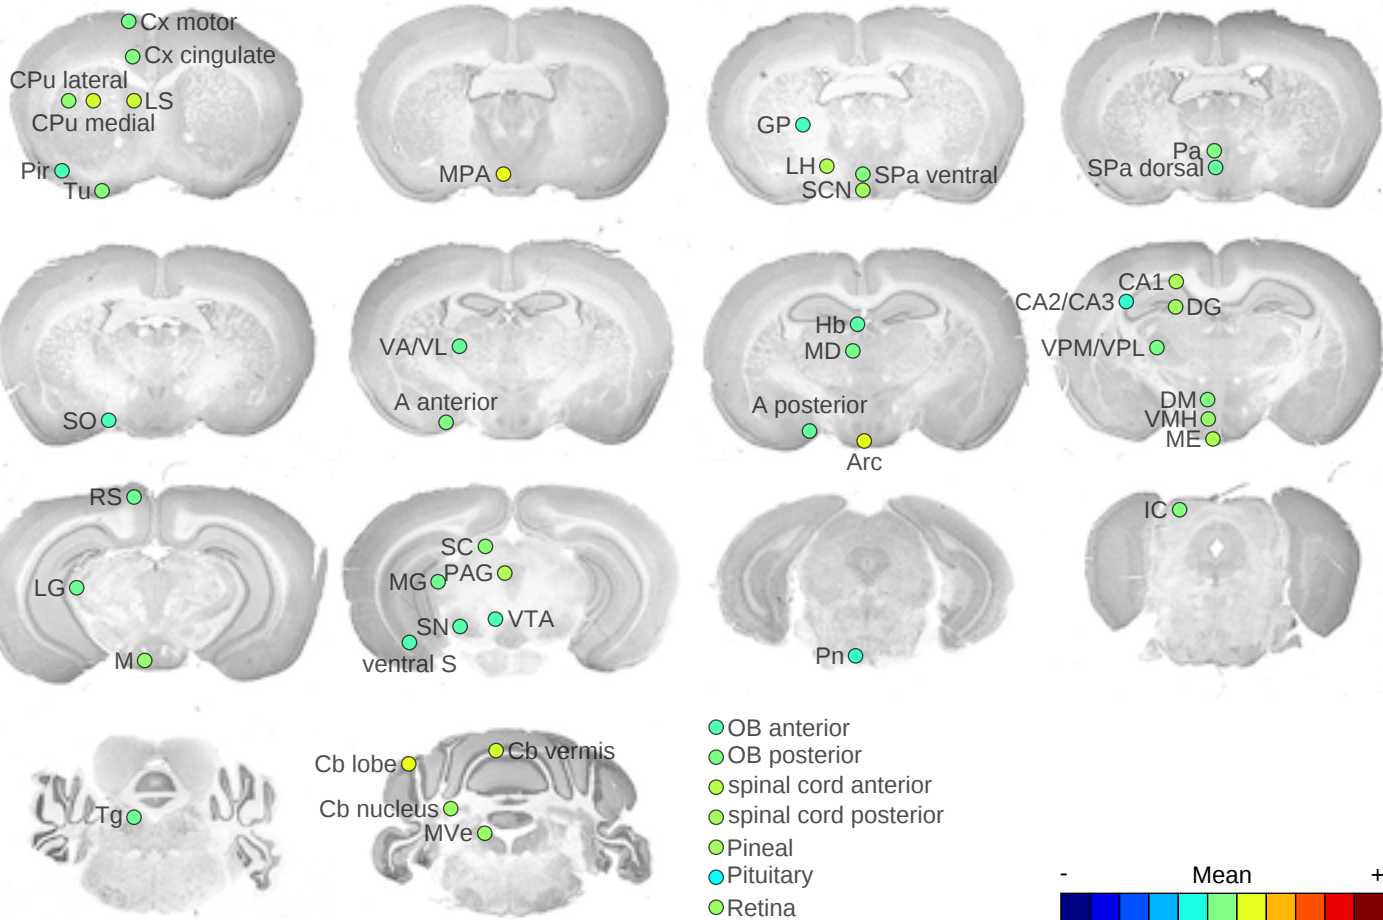 Cx motor
Cx cingulate
CPu lateral
LS
CPu medial
Pir
Tu
MPA
GP
LH
SPa ventral
SCN
Pa
SPa dorsal
SO
VA/VL
A anterior
Hb
MD
A posterior
Arc
CA1
CA2/CA3
DG
VPM/VPL
DM
VMH
ME
RS
LG
M
SC
PAG
MG
VTA
SN
ventral S
Pn
IC
Tg
Cb vermis
Cb lobe
Cb nucleus
MVe
OB anterior
OB posterior
spinal cord anterior
spinal cord posterior
Pineal
Pituitary
Retina
- Mean +